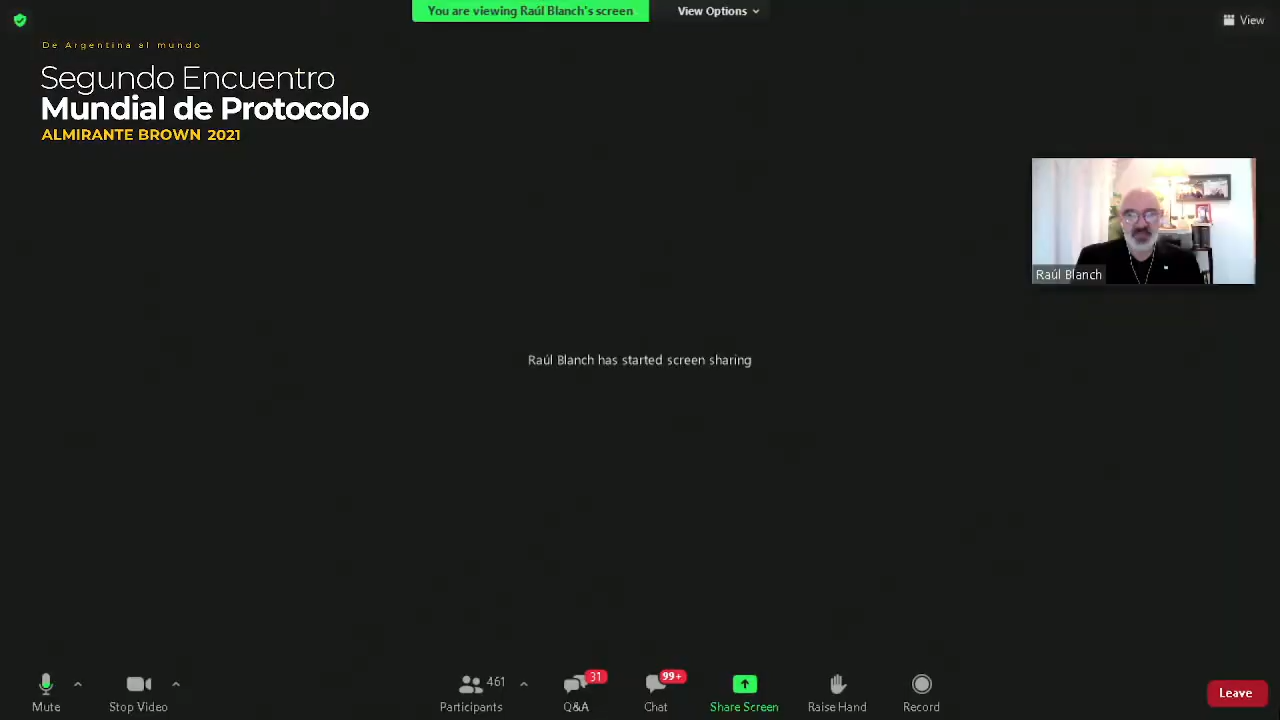 You are viewing Raúl Blanch's screen
View Options
View
De Argentina al mundo
Segundo Encuentro
Mundial de Protocolo
ALMIRANTE BROWN 2021
Raúl Blanch
Raúl Blanch has started screen sharing
461
31
99+
Mute
Stop Video
Participants
Q&A
Chat
Share Screen
Raise Hand
Record
Leave